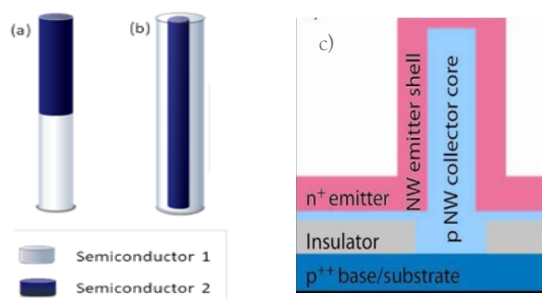 (a)
(b)
Semiconductor 1
Semiconductor 2
c)
NW emitter shell
p NW collector core
n+ emitter
Insulator
p++ base/substrate